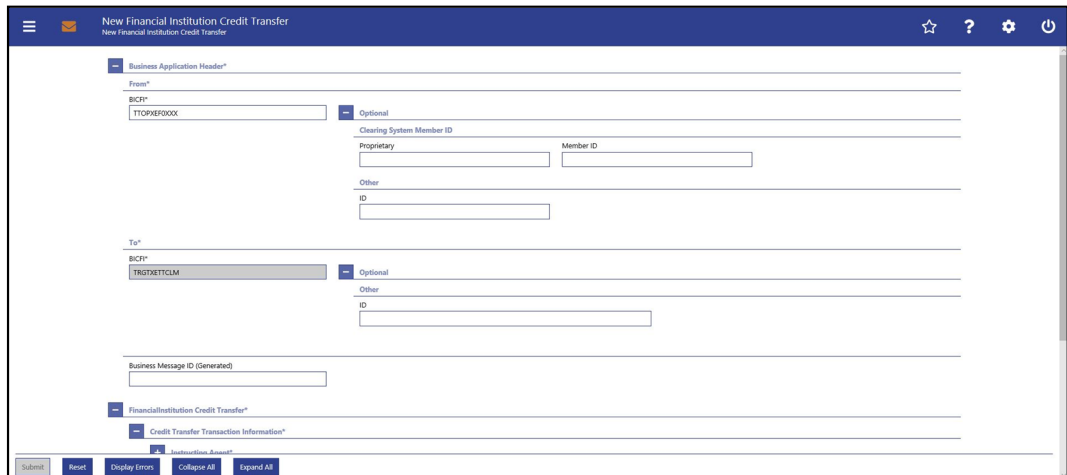 New Financial Institution Credit Transfer
New Financial Institution Credit Transfer
Business Application Header*
From*
BICFI*
TTOPXEF0XXX
Optional
Clearing System Member ID
Proprietary Member ID
Other
ID
To*
BICFI*
TRGTXETTCLM
Optional
Other
ID
Business Message ID (Generated)
FinancialInstitution Credit Transfer*
Credit Transfer Transaction Information*
Instructing Agent*
Submit Reset Display Errors Collapse All Expand All